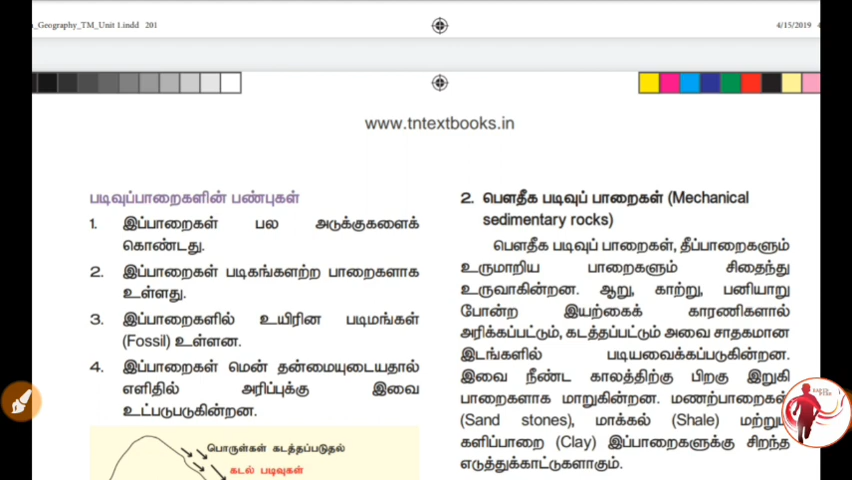 _Geography_TM_Unit 1.indd 201
4/15/2019
www.tntextbooks.in
படிவுப்பாறைகளின் பண்புகள்
1. இப்பாறைகள் பல அடுக்குகளைக்
கொண்டது.
2. இப்பாறைகள் படிகங்களற்ற பாறைகளாக
உள்ளது.
3. இப்பாறைகளில் உயிரின படிமங்கள்
(Fossil) உள்ளன.
4. இப்பாறைகள் மென் தன்மையுடையதால்
எளிதில் அரிப்புக்கு இவை
உட்படுபடுகின்றன.
பொருள்கள் கடத்தப்படுதல்
கடல் படிவுகள்
2. பௌதீக படிவுப் பாறைகள் (Mechanical
sedimentary rocks)
பௌதீக படிவுப் பாறைகள், தீப்பாறைகளும்
உருமாறிய பாறைகளும் சிதைந்து
உருவாகின்றன. ஆறு, காற்று, பனியாறு
போன்ற இயற்கைக் காரணிகளால்
அரிக்கப்பட்டும், கடத்தப்பட்டும் அவை சாதகமான
இடங்களில் படியவைக்கப்படுகின்றன.
இவை நீண்ட காலத்திற்கு பிறகு இறுகி
பாறைகளாக மாறுகின்றன. மணற்பாறைகள்
(Sand stones), மாக்கல் (Shale) மற்றும்
களிப்பாறை (Clay) இப்பாறைகளுக்கு சிறந்த
எடுத்துக்காட்டுகளாகும்.